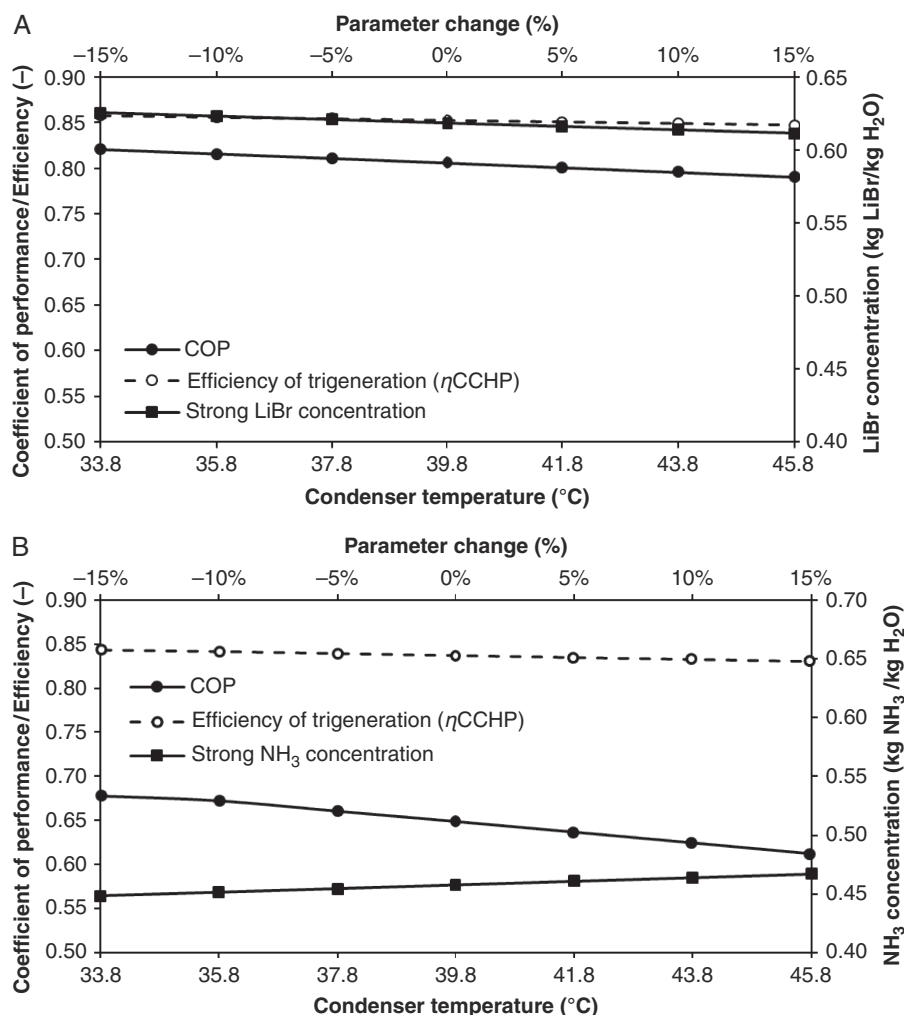 A
Parameter change (%)
–15% –10% –5% 0% 5% 10% 15%
Coefficient of performance/Efficiency (–)
0.90
0.85
0.80
0.75
0.70
0.65
0.60
0.55
0.50
COP
Efficiency of trigeneration (ηCCHP)
Strong LiBr concentration
0.65
0.60
0.50
0.45
0.40
LiBr concentration (kg LiBr/kg H₂O)
33.8 35.8 37.8 39.8 41.8 43.8 45.8
Condenser temperature (°C)
B
Parameter change (%)
–15% –10% –5% 0% 5% 10% 15%
Coefficient of performance/Efficiency (–)
0.90
0.85
0.80
0.75
0.70
0.65
0.60
0.55
0.50
COP
Efficiency of trigeneration (ηCCHP)
Strong NH₃ concentration
0.70
0.65
0.60
0.55
0.50
0.45
0.40
NH₃ concentration (kg NH₃ /kg H₂O)
33.8 35.8 37.8 39.8 41.8 43.8 45.8
Condenser temperature (°C)